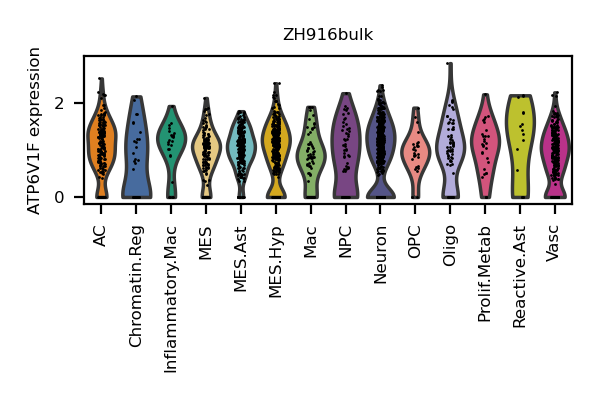 ZH916bulk
ATP6V1F expression
2
0
AC
Chromatin.Reg
Inflammatory.Mac
MES
MES.Ast
MES.Hyp
Mac
NPC
Neuron
OPC
Oligo
Prolif.Metab
Reactive.Ast
Vasc